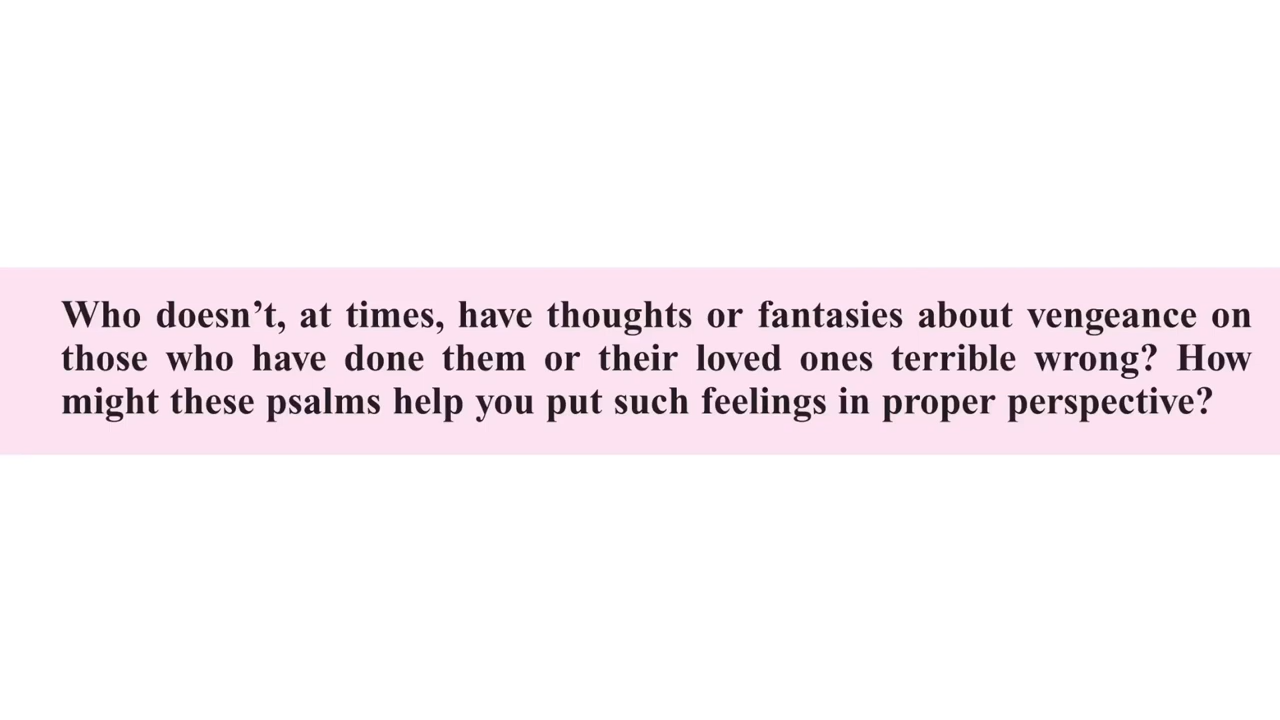 Who doesn’t, at times, have thoughts or fantasies about vengeance on
those who have done them or their loved ones terrible wrong? How
might these psalms help you put such feelings in proper perspective?